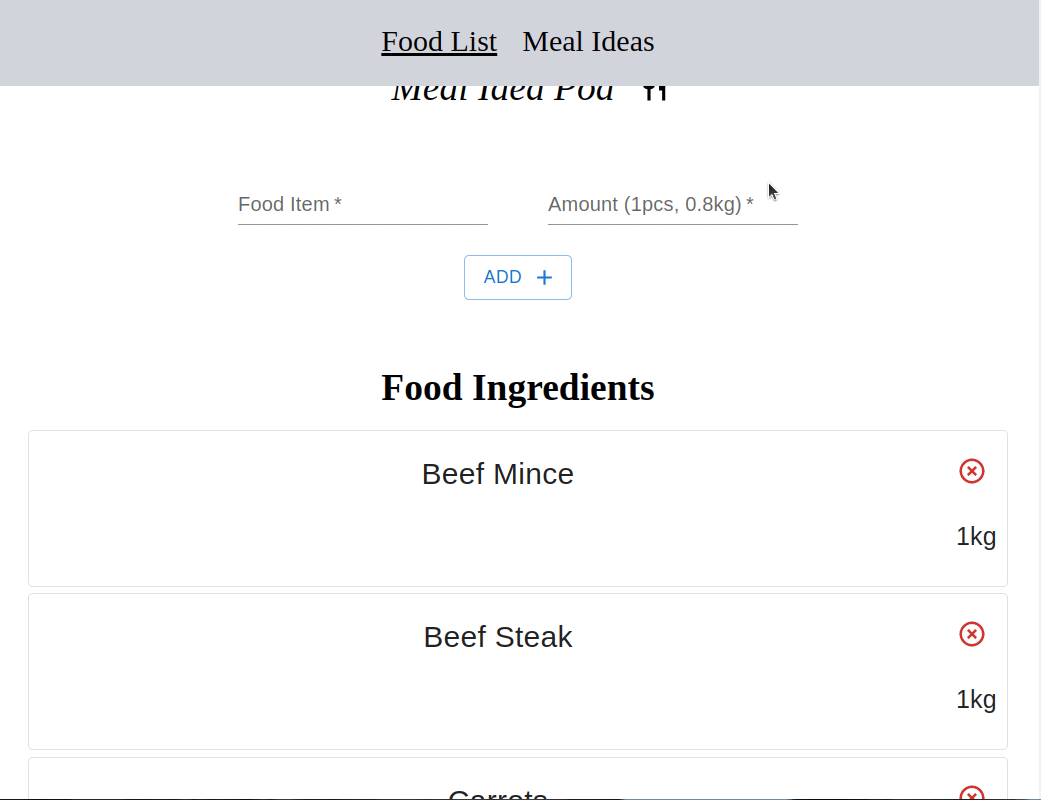 Food List Meal Ideas
Meal Idea Pod
Food Item *
Amount (1pcs, 0.8kg) *
ADD
Food Ingredients
Beef Mince
1kg
Beef Steak
1kg
Carrots